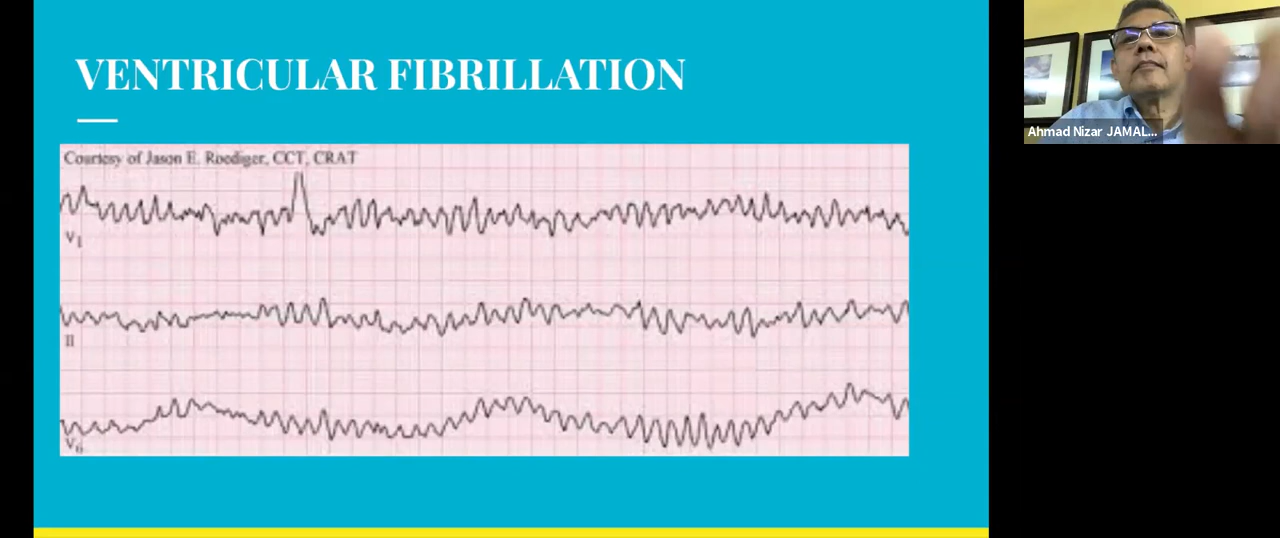 VENTRICULAR FIBRILLATION
Courtesy of Jason E. Roediger, CCT, CRAT
V1
II
V6
Ahmad Nizar JAMAL...